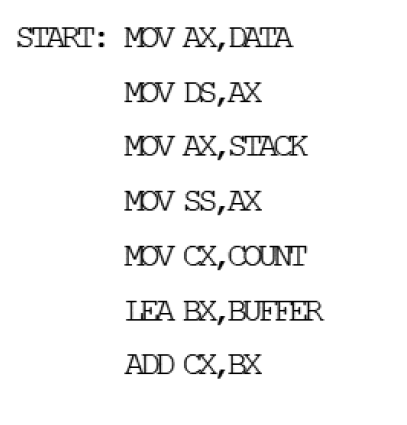 START: MOV AX,DATA
MOV DS,AX
MOV AX,STACK
MOV SS,AX
MOV CX,COUNT
LEA BX,BUFFER
ADD CX,BX